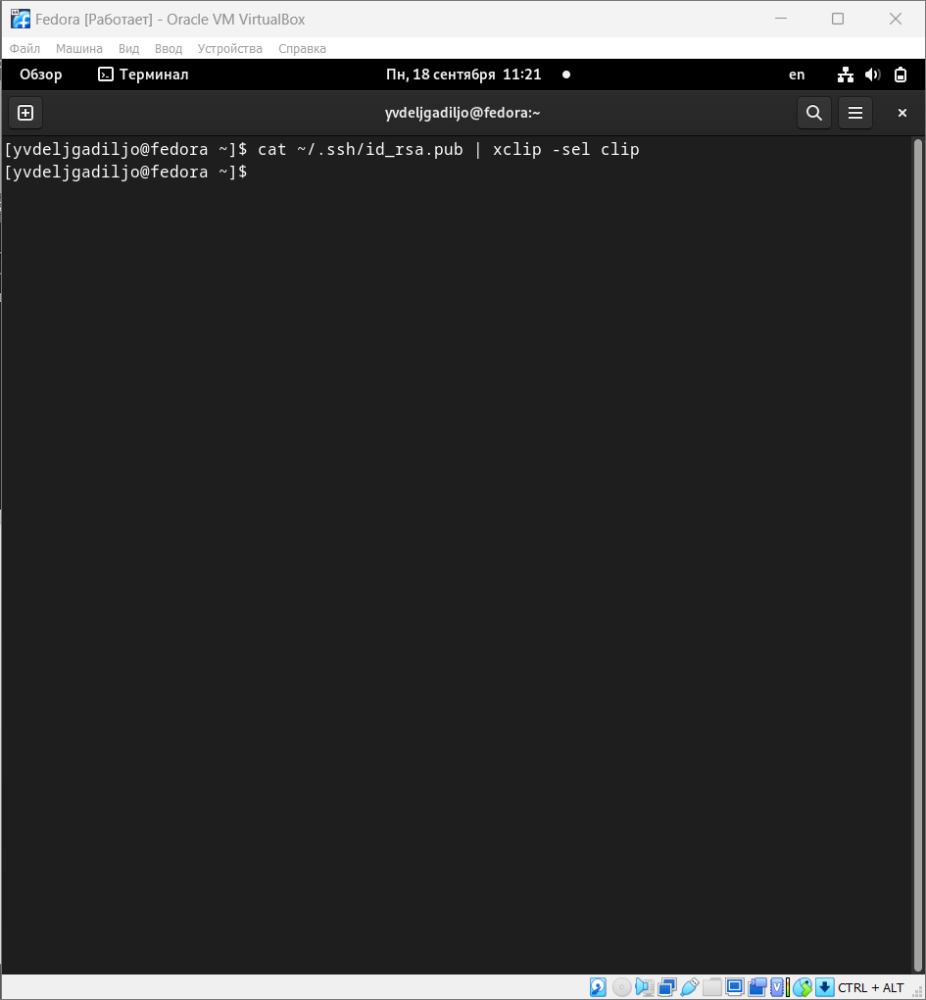 Fedora [Работает] - Oracle VM VirtualBox
Файл Машина Вид Ввод Устройства Справка
Обзор Терминал Пн, 18 сентября 11:21 en
yvdeljgadiljo@fedora:~
[yvdeljgadiljo@fedora ~]$ cat ~/.ssh/id_rsa.pub | xclip -sel clip
[yvdeljgadiljo@fedora ~]$
CTRL + ALT